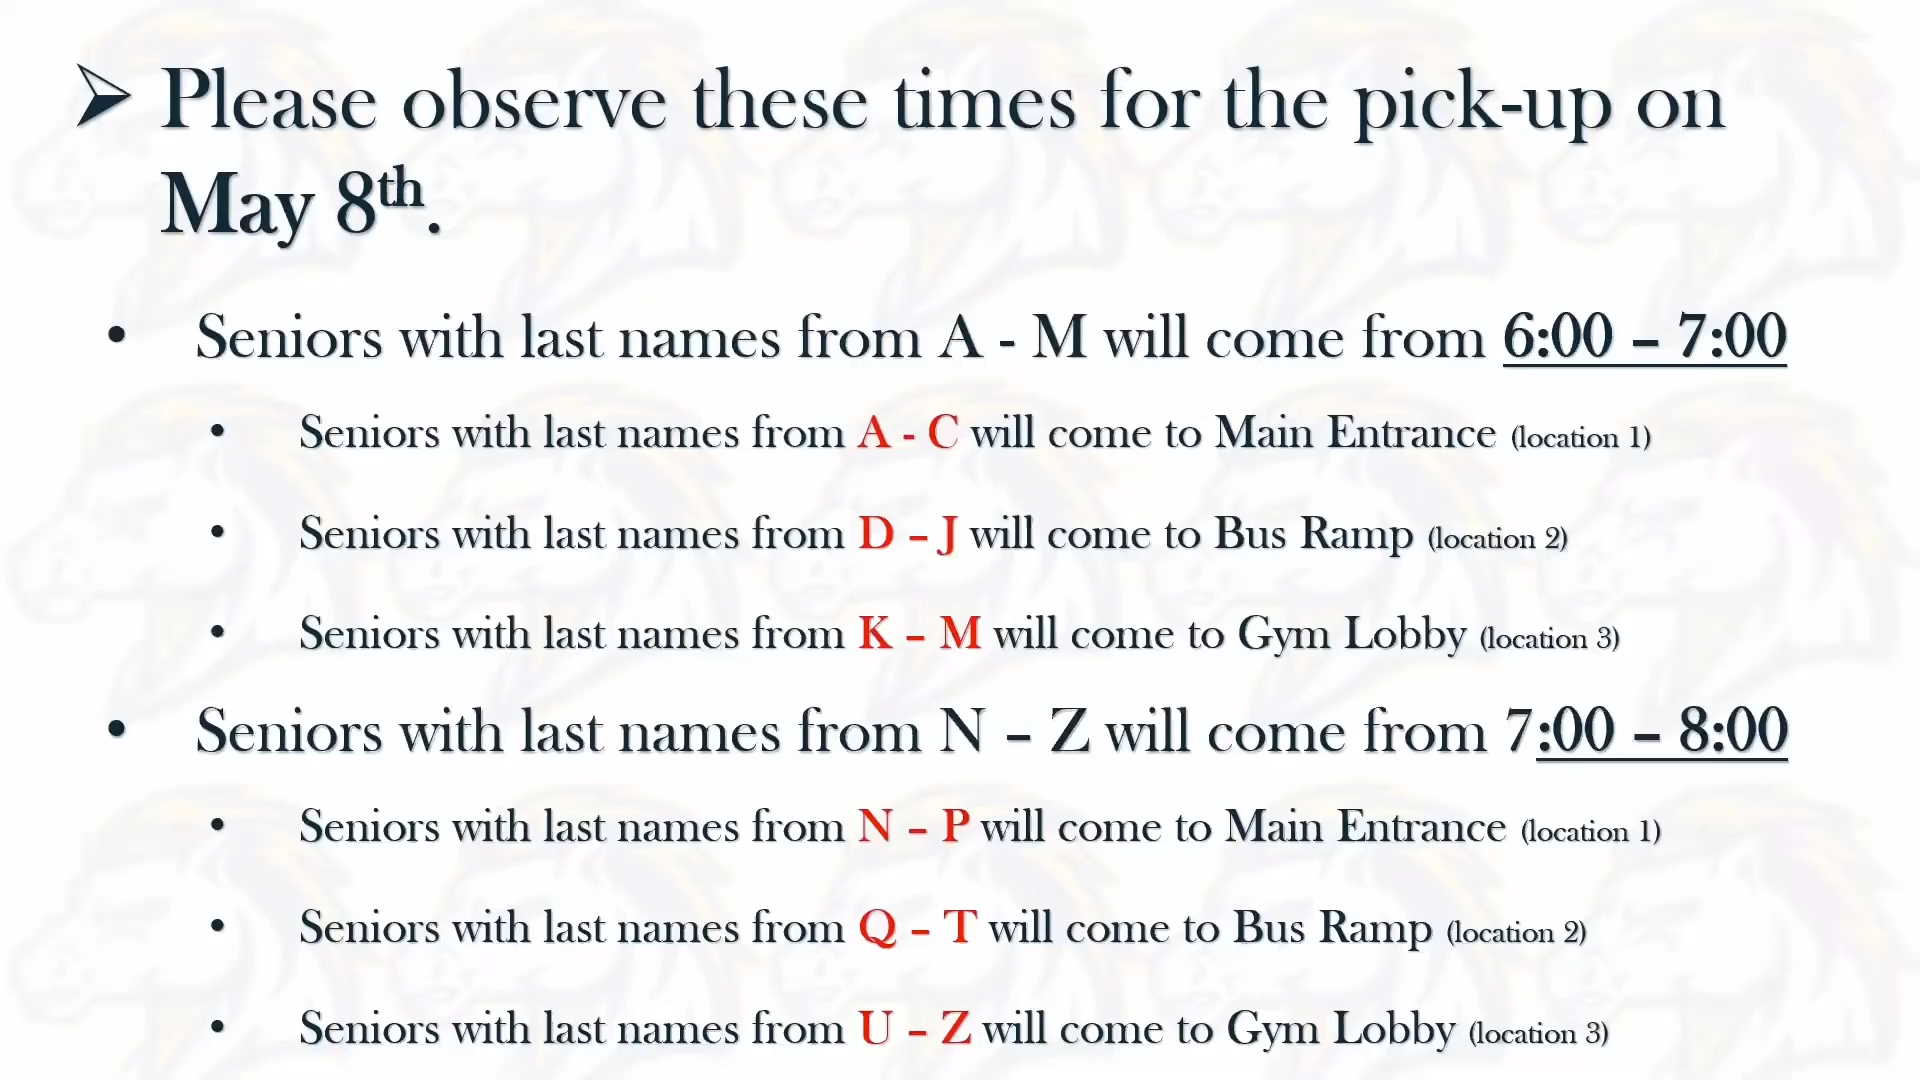 ➢ Please observe these times for the pick-up on
May 8th.
• Seniors with last names from A - M will come from 6:00 – 7:00
• Seniors with last names from A - C will come to Main Entrance (location 1)
• Seniors with last names from D – J will come to Bus Ramp (location 2)
• Seniors with last names from K – M will come to Gym Lobby (location 3)
• Seniors with last names from N – Z will come from 7:00 – 8:00
• Seniors with last names from N – P will come to Main Entrance (location 1)
• Seniors with last names from Q – T will come to Bus Ramp (location 2)
• Seniors with last names from U – Z will come to Gym Lobby (location 3)